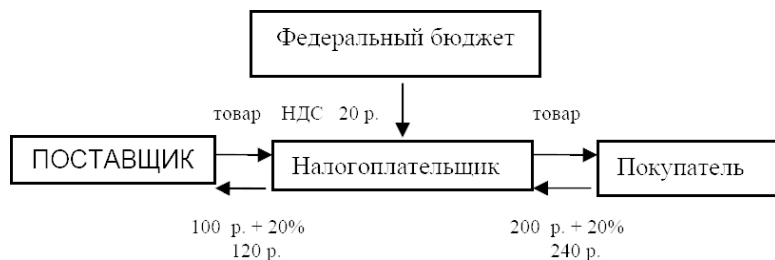 Федеральный бюджет
товар НДС 20 р. товар
ПОСТАВЩИК
Налогоплательщик
Покупатель
100 р. + 20%
120 р.
200 р. + 20%
240 р.